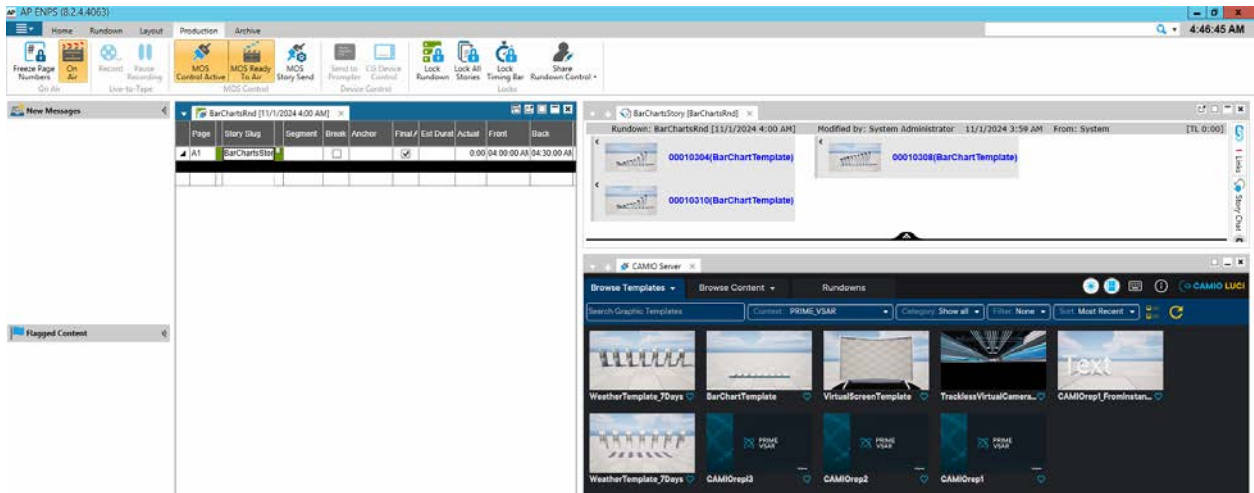 AP ENPS (8.2.4.4063)
Home Rundown Layout Production Archive
4:46:45 AM
Freeze Page Numbers
On Air
Record
Pause Recording
MOS Control Active
MOS Ready To Air
MOS Story Send
Send to Prompter
CG Device Control
Lock Rundown
Lock All Stories
Lock Timing Bar
Share Rundown Control
On Air
Live-to-Tape
MOS Control
Device Control
Locks
New Messages
Flagged Content
BarChartsRnd [11/1/2024 4:00 AM]
Page Story Slug Segment Break Anchor Final A Est Durat Actual Front Back
A1 BarChartsStor 0:00 04:00:00 AM 04:30:00 AM
BarChartsStory [BarChartsRnd]
Rundown: BarChartsRnd [11/1/2024 4:00 AM] Modified by: System Administrator 11/1/2024 3:59 AM From: System [TL 0:00]
00010304(BarChartTemplate) 00010308(BarChartTemplate)
00010310(BarChartTemplate)
Links
Story Chat
CAMIO Server
Browse Templates Browse Content Rundowns
CAMIO LUCI
Search Graphic Templates Context: PRIME_VSAR Category: Show all Filter: None Sort: Most Recent
Text
WeatherTemplate_7Days BarChartTemplate VirtualScreenTemplate TracklessVirtualCamera... CAMIOrep1_FromInstan...
PRIME VSAR
PRIME VSAR
PRIME VSAR
WeatherTemplate_7Days CAMIOrepl3 CAMIOrep2 CAMIOrep1